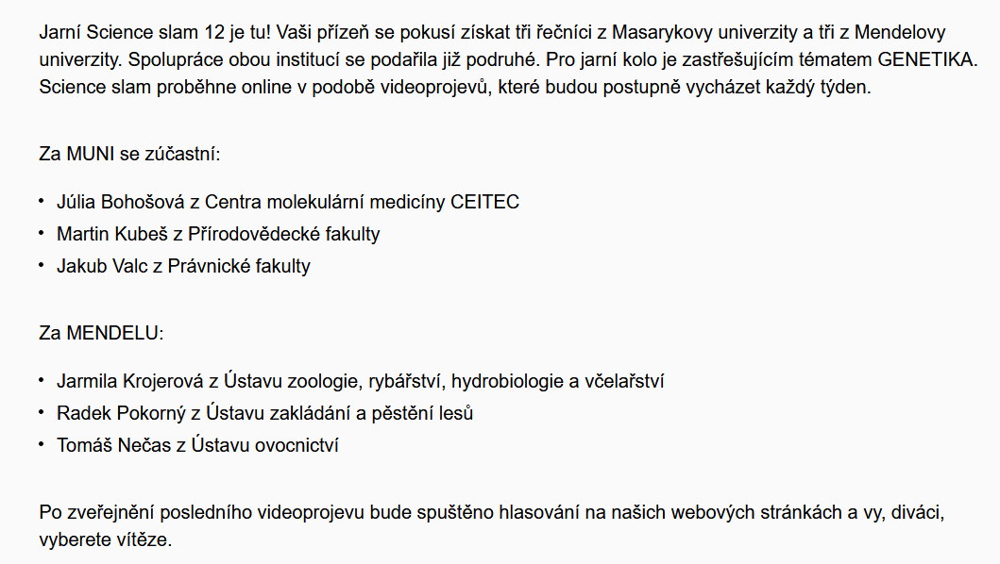 Jarní Science slam 12 je tu! Vaši přízeň se pokusí získat tři řečníci z Masarykovy univerzity a tři z Mendelovy
univerzity. Spolupráce obou institucí se podařila již podruhé. Pro jarní kolo je zastřešujícím tématem GENETIKA.
Science slam proběhne online v podobě videoprojevů, které budou postupně vycházet každý týden.
Za MUNI se zúčastní:
• Júlia Bohošová z Centra molekulární medicíny CEITEC
• Martin Kubeš z Přírodovědecké fakulty
• Jakub Valc z Právnické fakulty
Za MENDELU:
• Jarmila Krojerová z Ústavu zoologie, rybářství, hydrobiologie a včelařství
• Radek Pokorný z Ústavu zakládání a pěstění lesů
• Tomáš Nečas z Ústavu ovocnictví
Po zveřejnění posledního videoprojevu bude spuštěno hlasování na našich webových stránkách a vy, diváci,
vyberete vítěze.